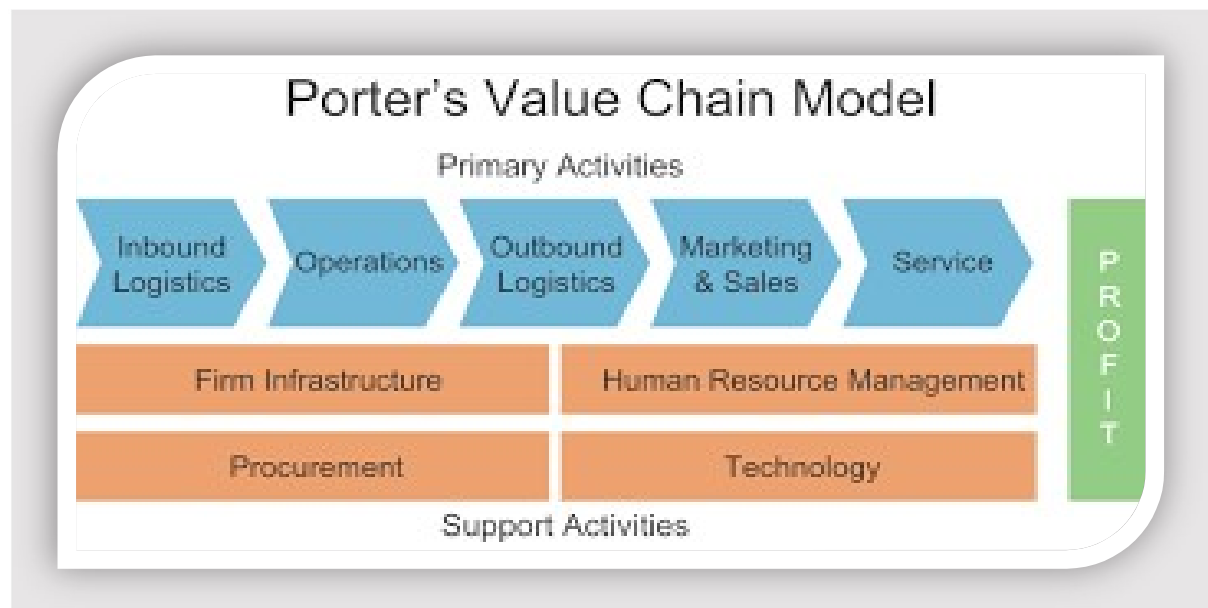 Porter's Value Chain Model
Primary Activities
Inbound
Logistics
Operations
Outbound
Logistics
Marketing
& Sales
Service
Firm Infrastructure
Human Resource Management
Procurement
Technology
Support Activities
P
R
O
F
I
T